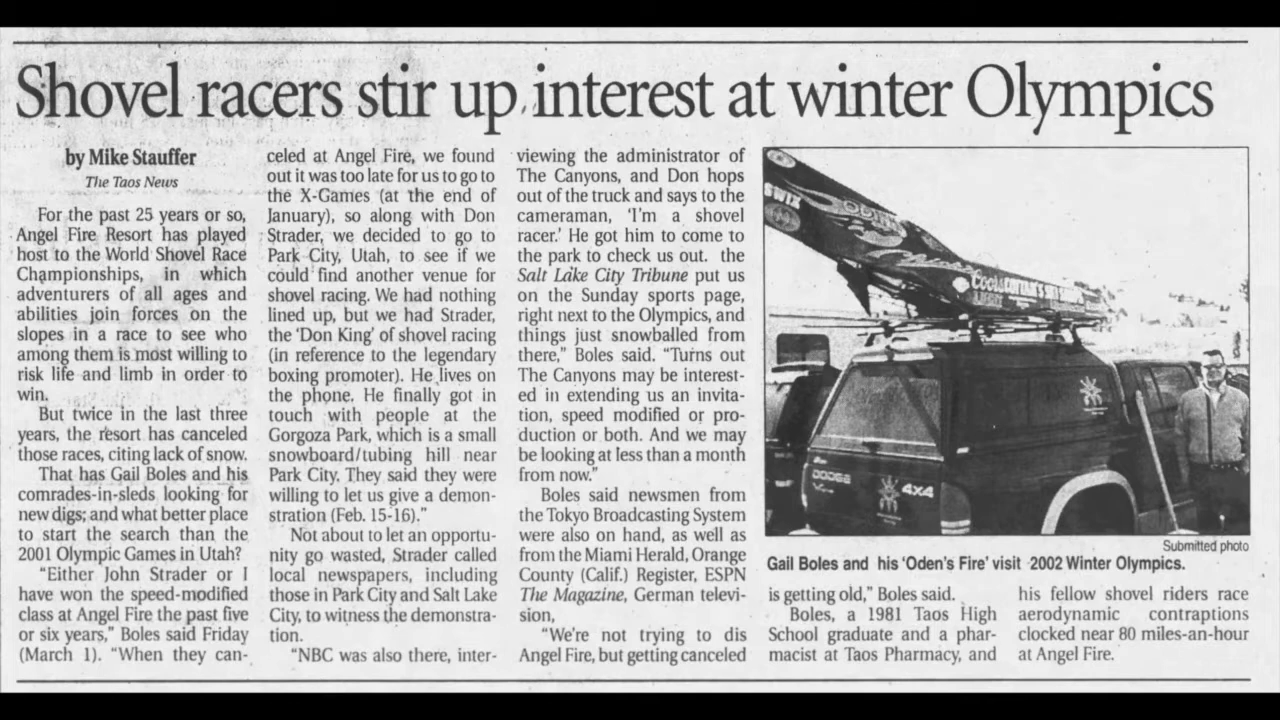 Shovel racers stir up interest at winter Olympics
by Mike Stauffer
The Taos News
For the past 25 years or so,
Angel Fire Resort has played
host to the World Shovel Race
Championships, in which
adventurers of all ages and
abilities join forces on the
slopes in a race to see who
among them is most willing to
risk life and limb in order to
win.
But twice in the last three
years, the resort has canceled
those races, citing lack of snow.
That has Gail Boles and his
comrades-in-sleds looking for
new digs; and what better place
to start the search than the
2001 Olympic Games in Utah?
"Either John Strader or I
have won the speed-modified
class at Angel Fire the past five
or six years," Boles said Friday
(March 1). "When they can-
celed at Angel Fire, we found
out it was too late for us to go to
the X-Games (at the end of
January), so along with Don
Strader, we decided to go to
Park City, Utah, to see if we
could find another venue for
shovel racing. We had nothing
lined up, but we had Strader,
the 'Don King' of shovel racing
(in reference to the legendary
boxing promoter). He lives on
the phone. He finally got in
touch with people at the
Gorgoza Park, which is a small
snowboard/tubing hill near
Park City. They said they were
willing to let us give a demon-
stration (Feb. 15-16)."
Not about to let an opportu-
nity go wasted, Strader called
local newspapers, including
those in Park City and Salt Lake
City, to witness the demonstra-
tion.
"NBC was also there, inter-
viewing the administrator of
The Canyons, and Don hops
out of the truck and says to the
cameraman, 'I'm a shovel
racer.' He got him to come to
the park to check us out. the
Salt Lake City Tribune put us
on the Sunday sports page,
right next to the Olympics, and
things just snowballed from
there," Boles said. "Turns out
The Canyons may be interest-
ed in extending us an invita-
tion, speed modified or pro-
duction or both. And we may
be looking at less than a month
from now."
Boles said newsmen from
the Tokyo Broadcasting System
were also on hand, as well as
from the Miami Herald, Orange
County (Calif.) Register, ESPN
The Magazine, German televi-
sion,
"We're not trying to dis
Angel Fire, but getting canceled
SWIX
ODIN
Coors
DODGE
4X4
Submitted photo
Gail Boles and his 'Oden's Fire' visit 2002 Winter Olympics.
is getting old," Boles said.
Boles, a 1981 Taos High
School graduate and a phar-
macist at Taos Pharmacy, and
his fellow shovel riders race
aerodynamic contraptions
clocked near 80 miles-an-hour
at Angel Fire.